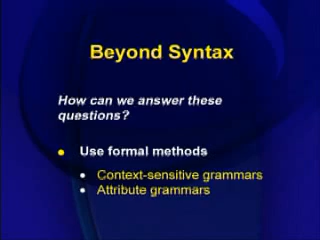 Beyond Syntax
How can we answer these
questions?
Use formal methods
Context-sensitive grammars
Attribute grammars